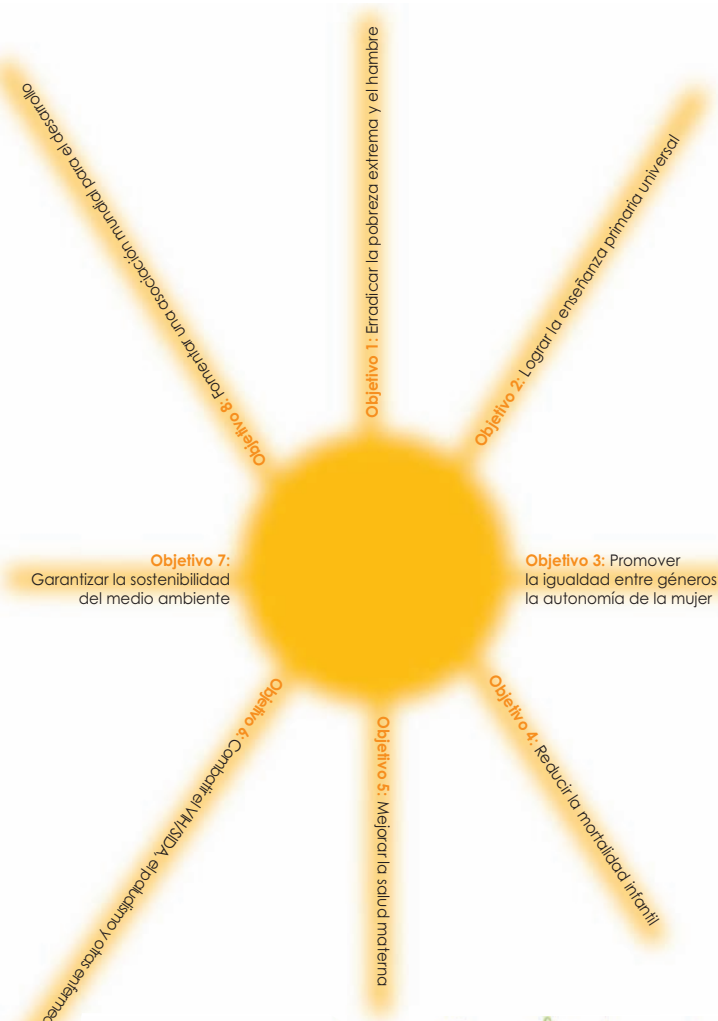 Objetivo 1: Erradicar la pobreza extrema y el hambre
Objetivo 2: Lograr la enseñanza primaria universal
Objetivo 3: Promover
la igualdad entre géneros
la autonomía de la mujer
Objetivo 4: Reducir la mortalidad infantil
Objetivo 5: Mejorar la salud materna
Objetivo 6: Combatir el VIH/SIDA, el paludismo y otras enfermed
Objetivo 7:
Garantizar la sostenibilidad
del medio ambiente
Objetivo 8: Fomentar una asociación mundial para el desarrollo